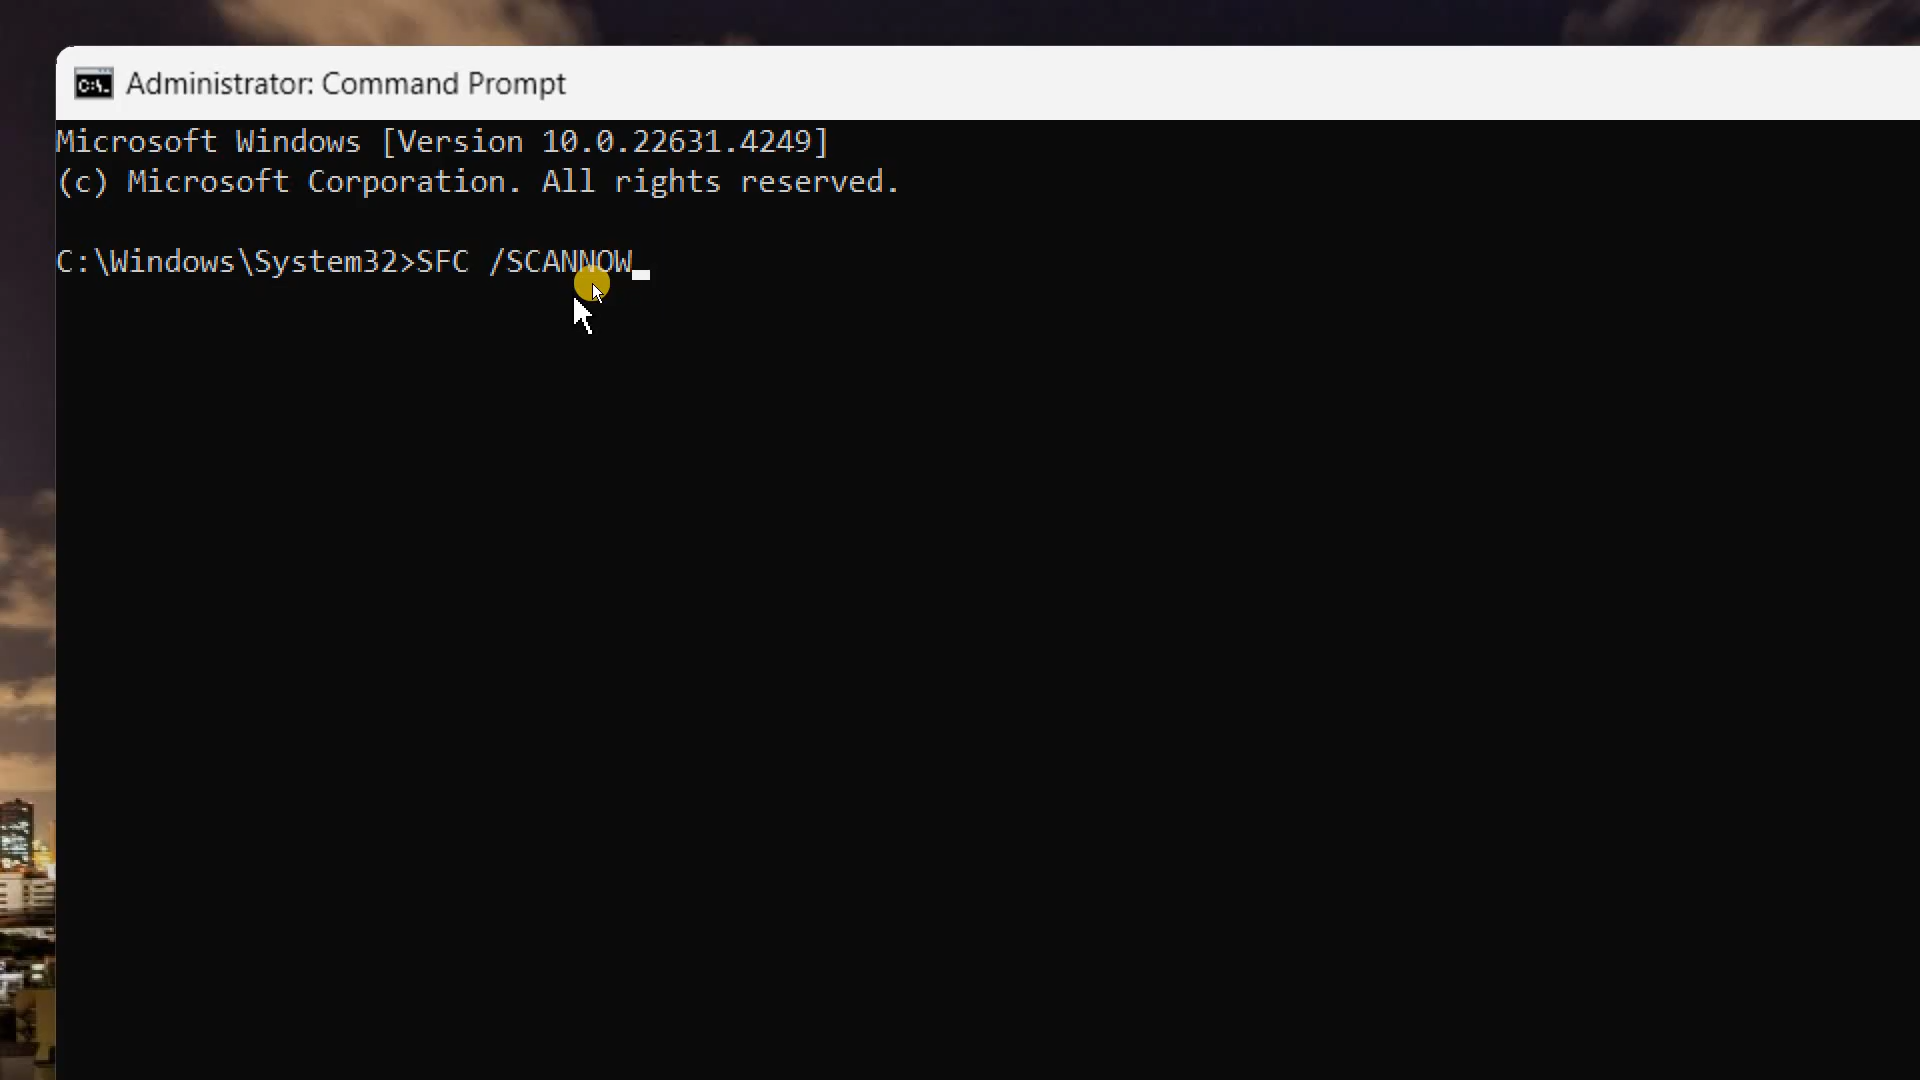 Administrator: Command Prompt
Microsoft Windows [Version 10.0.22631.4249]
(c) Microsoft Corporation. All rights reserved.
C:\Windows\System32>SFC /SCANNOW